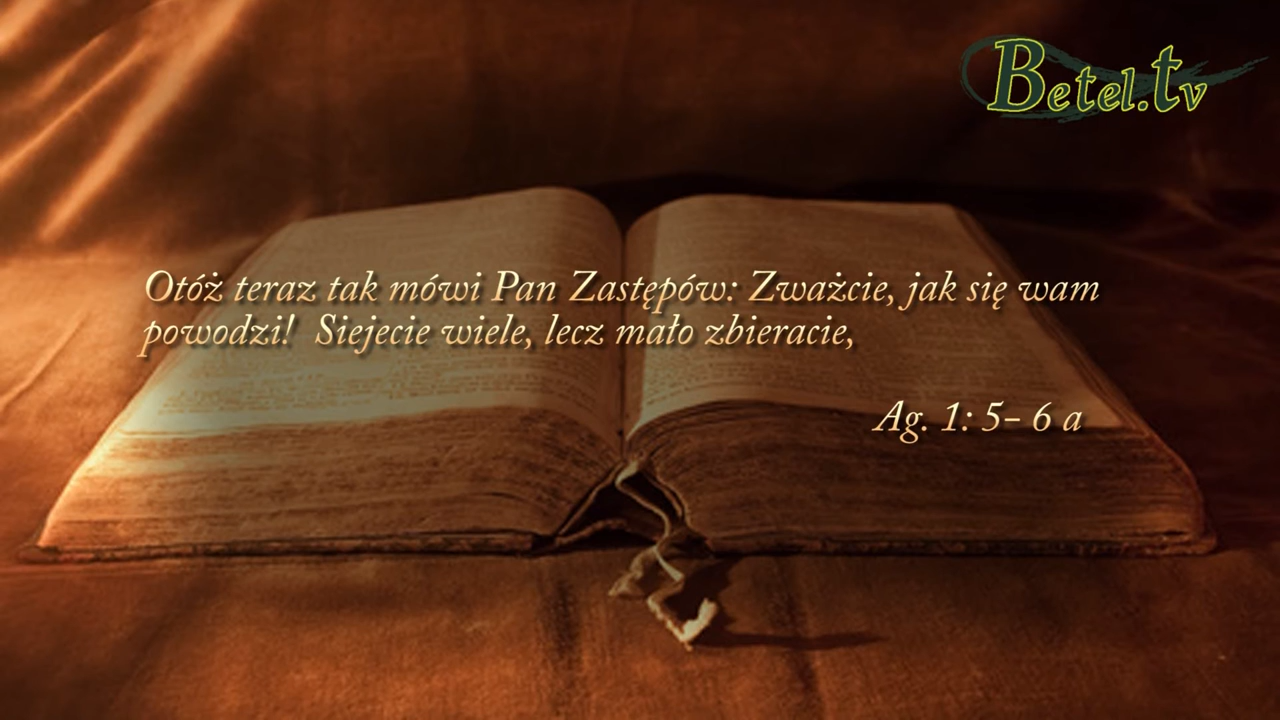 Betel.tv
Otóż teraz tak mówi Pan Zastępów: Zważcie, jak się wam
powodzi! Siejecie wiele, lecz mało zbieracie,
Ag. 1: 5- 6 a